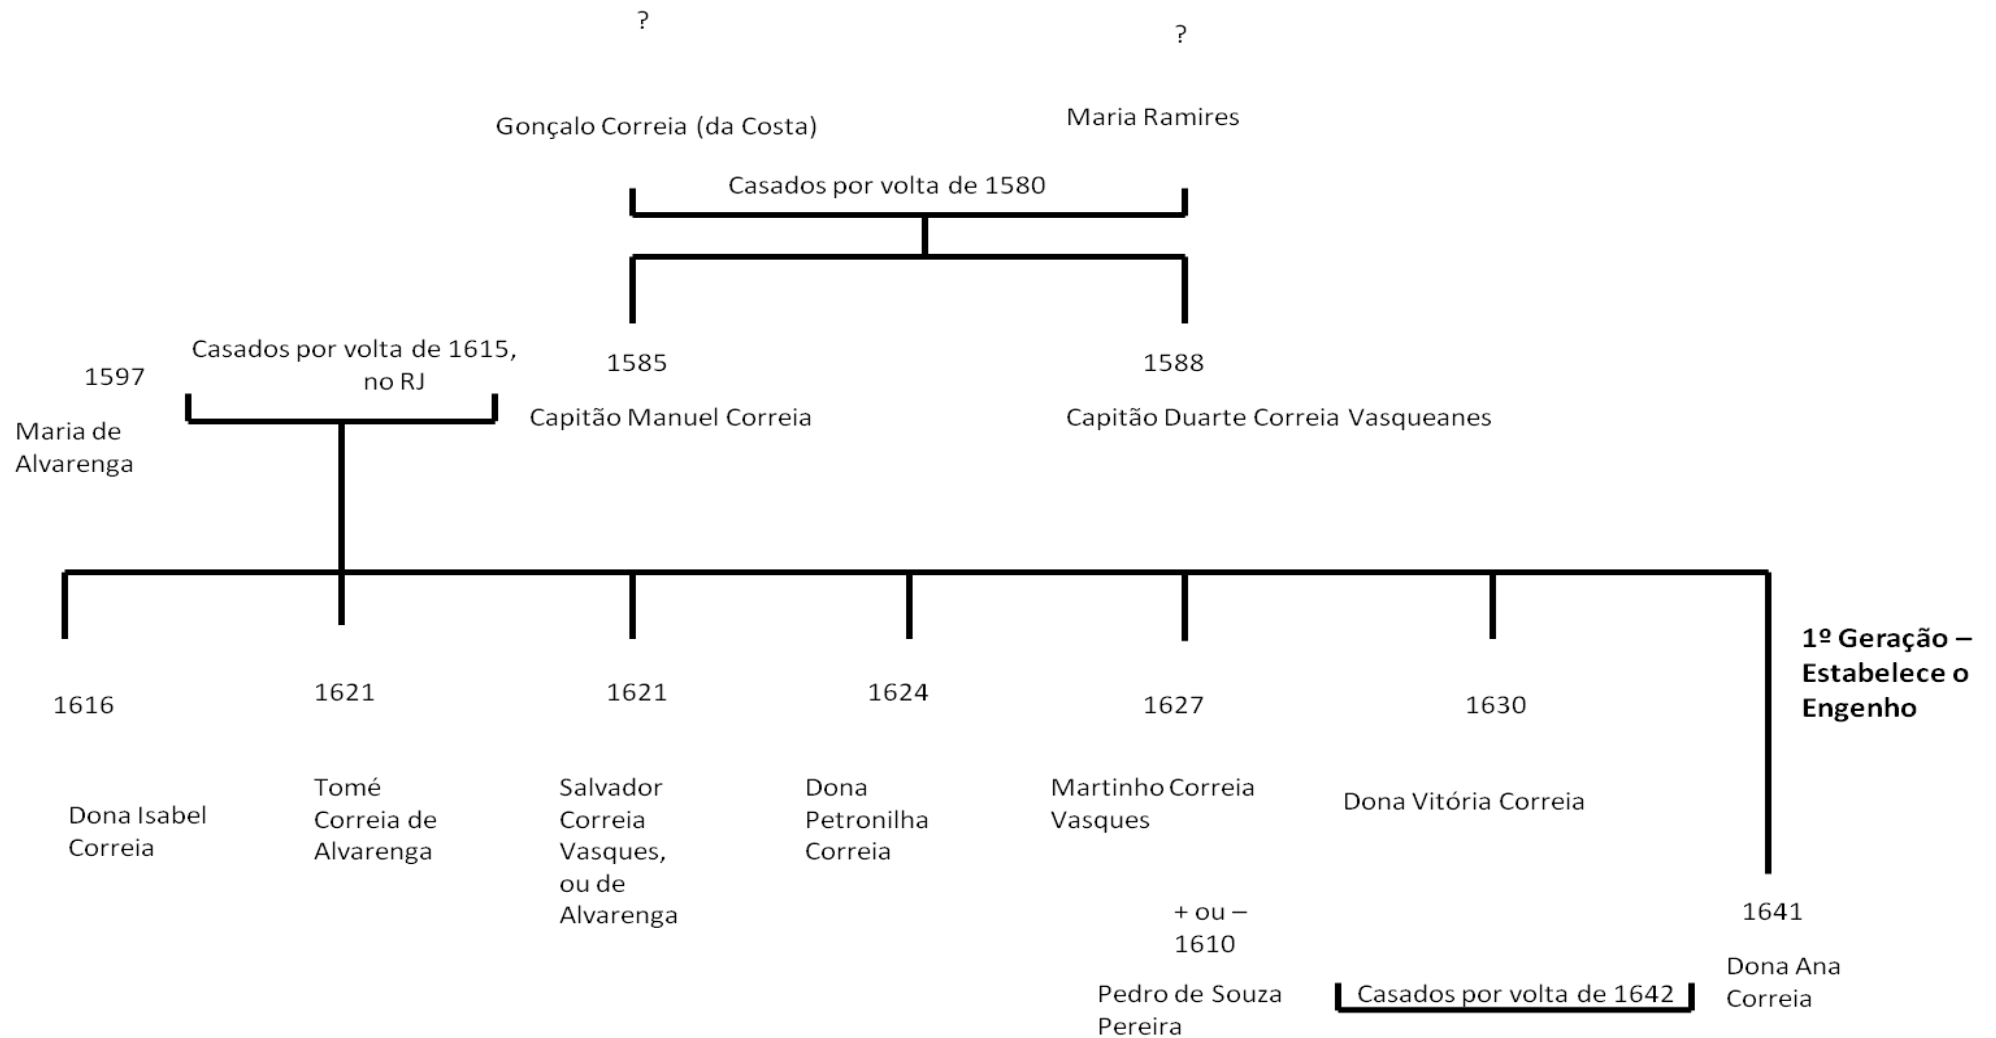 ?
?
Gonçalo Correia (da Costa)
Maria Ramires
Casados por volta de 1580
Casados por volta de 1615,
no RJ
1597
1585
1588
Maria de
Alvarenga
Capitão Manuel Correia
Capitão Duarte Correia Vasqueanes
1º Geração –
Estabelece o
Engenho
1616
1621
1621
1624
1627
1630
Dona Isabel
Correia
Tomé
Correia de
Alvarenga
Salvador
Correia
Vasques,
ou de
Alvarenga
Dona
Petronilha
Correia
Martinho Correia
Vasques
Dona Vitória Correia
+ ou –
1610
Pedro de Souza
Pereira
Casados por volta de 1642
1641
Dona Ana
Correia